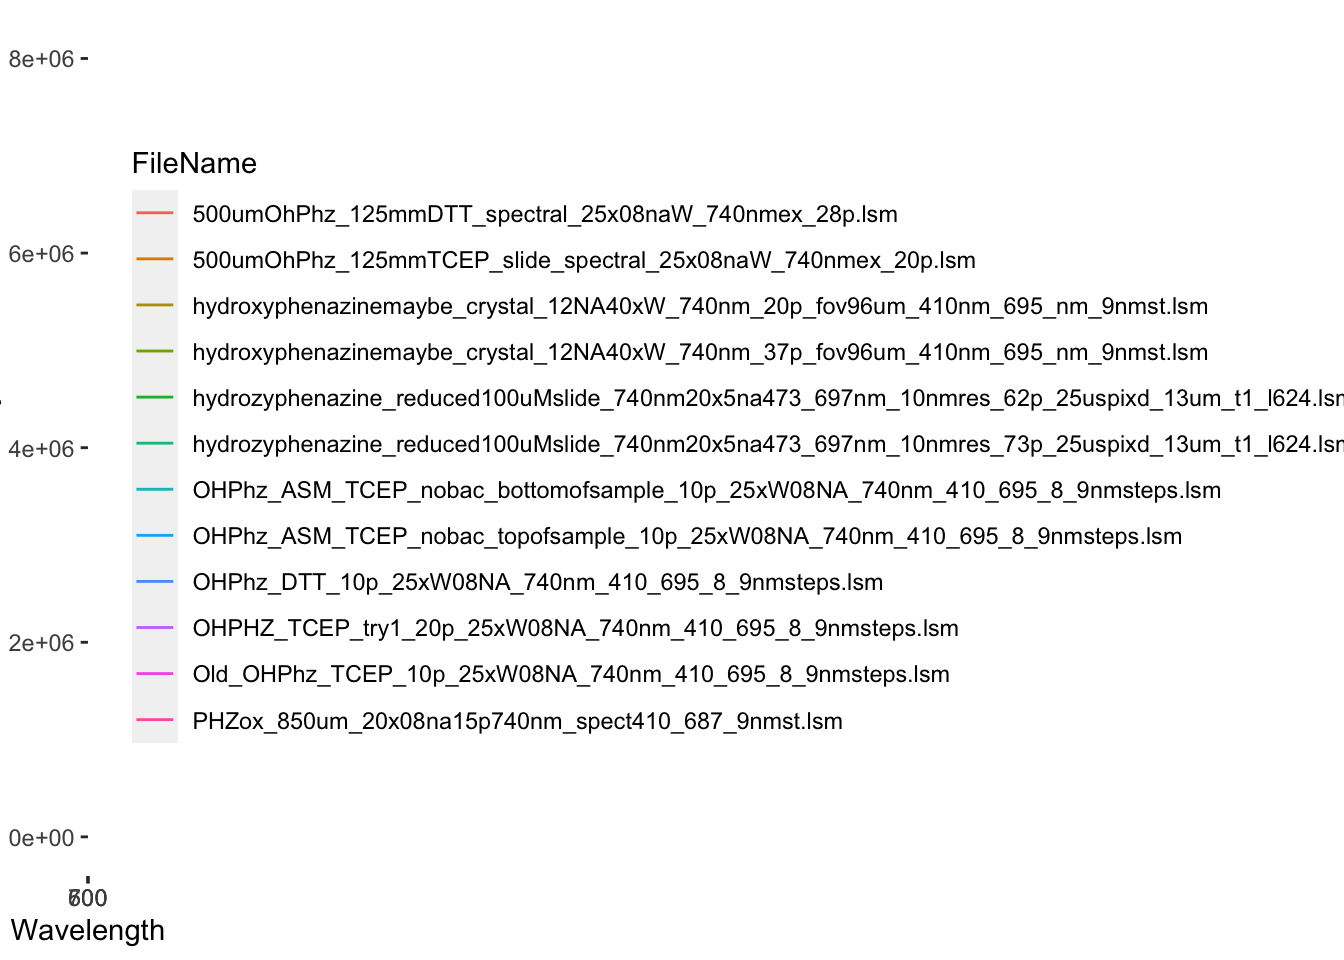 8e+06
FileName
500umOhPhz_125mmDTT_spectral_25x08naW_740nmex_28p.lsm
6e+06
500umOhPhz_125mmTCEP_slide_spectral_25x08naW_740nmex_20p.lsm
hydroxyphenazinemaybe_crystal_12NA40xW_740nm_20p_fov96um_410nm_695_nm_9nmst.lsm
hydroxyphenazinemaybe_crystal_12NA40xW_740nm_37p_fov96um_410nm_695_nm_9nmst.lsm
hydrozyphenazine_reduced100uMslide_740nm20x5na473_697nm_10nmres_62p_25uspixd_13um_t1_l624.lsm
4e+06
hydrozyphenazine_reduced100uMslide_740nm20x5na473_697nm_10nmres_73p_25uspixd_13um_t1_l624.lsm
OHPhz_ASM_TCEP_nobac_bottomofsample_10p_25xW08NA_740nm_410_695_8_9nmsteps.lsm
OHPhz_ASM_TCEP_nobac_topofsample_10p_25xW08NA_740nm_410_695_8_9nmsteps.lsm
OHPhz_DTT_10p_25xW08NA_740nm_410_695_8_9nmsteps.lsm
OHPHZ_TCEP_try1_20p_25xW08NA_740nm_410_695_8_9nmsteps.lsm
2e+06
Old_OHPhz_TCEP_10p_25xW08NA_740nm_410_695_8_9nmsteps.lsm
PHZox_850um_20x08na15p740nm_spect410_687_9nmst.lsm
0e+00
Wavelength